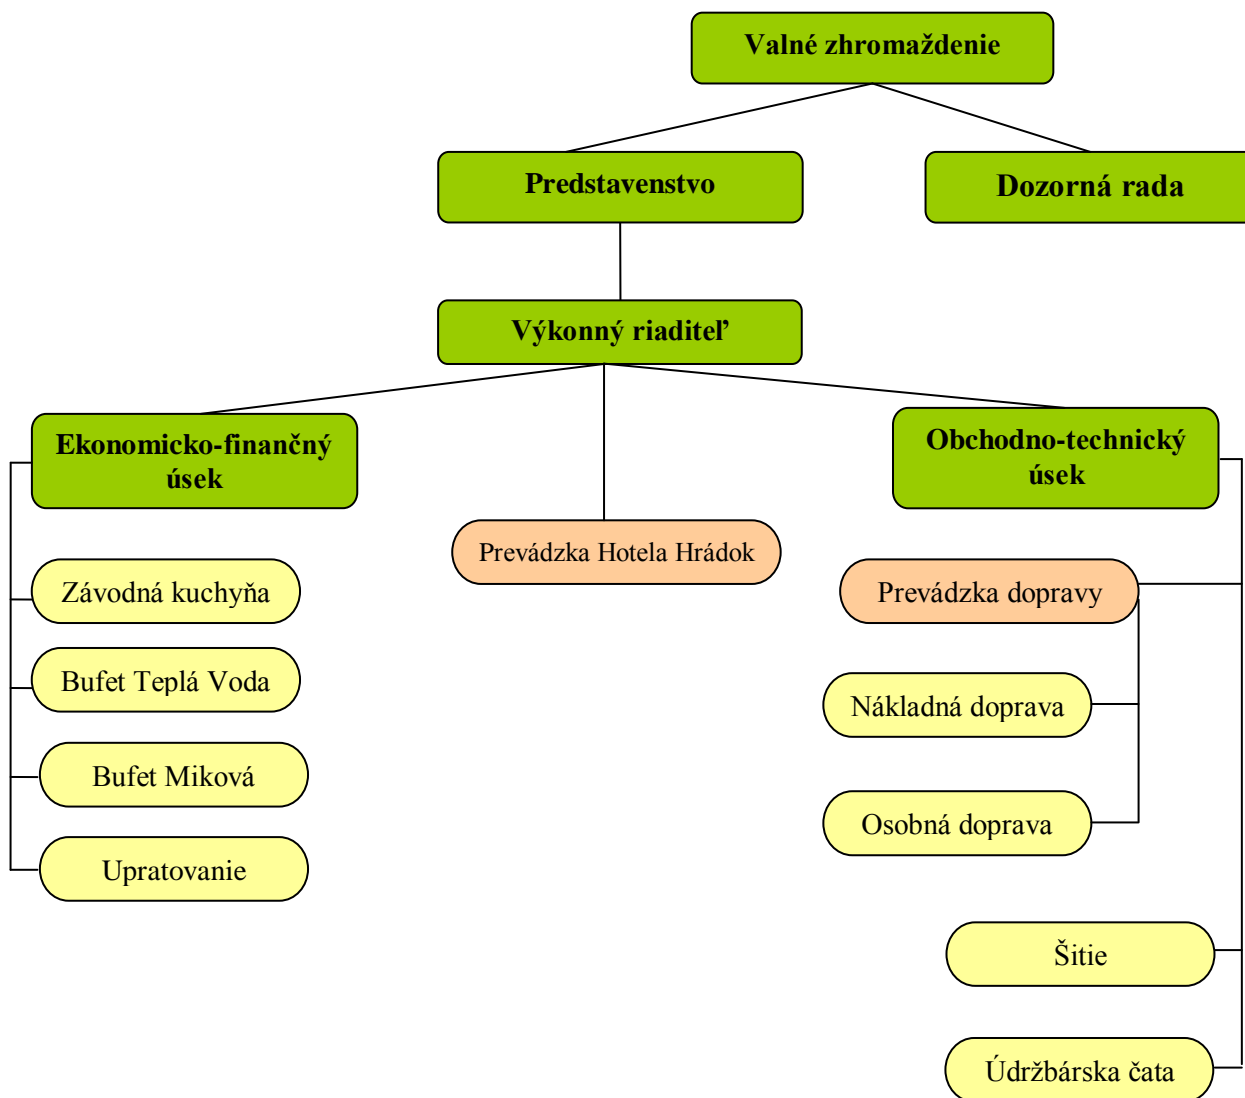 Valné zhromaždenie
Predstavenstvo
Dozorná rada
Výkonný riaditeľ
Ekonomicko-finančný
úsek
Obchodno-technický
úsek
Prevádzka Hotela Hrádok
Závodná kuchyňa
Prevádzka dopravy
Bufet Teplá Voda
Nákladná doprava
Bufet Miková
Osobná doprava
Upratovanie
Šitie
Údržbárska čata